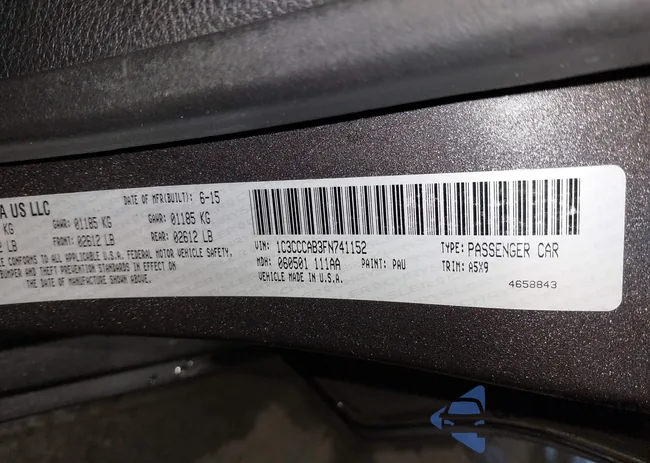 A US LLC
DATE OF MFR(BUILT): 6-15
KG GAWR: 01185 KG GAWR: 01185 KG
LB FRONT: 02612 LB REAR: 02612 LB
CONFORMS TO ALL APPLICABLE U.S.A. FEDERAL MOTOR VEHICLE SAFETY,
BUMPER AND THEFT PREVENTION STANDARDS IN EFFECT ON
THE DATE OF MANUFACTURE SHOWN ABOVE.
VIN: 1C3CCCAB3FN741152 TYPE: PASSENGER CAR
MDH: 060501 111AA PAINT: PAU TRIM: A5X9
VEHICLE MADE IN U.S.A.
4658843